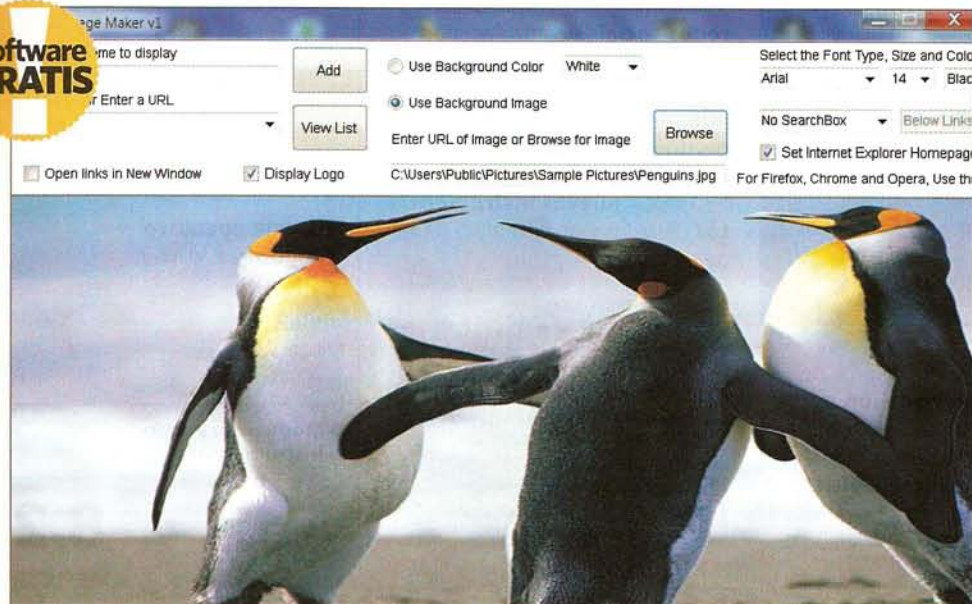 oftware
RATIS
age Maker v1
me to display
Add
r Enter a URL
View List
Open links in New Window
Display Logo
Use Background Color White
Use Background Image
Enter URL of Image or Browse for Image
Browse
C:\Users\Public\Pictures\Sample Pictures\Penguins.jpg
Select the Font Type, Size and Colo
Arial 14 Blac
No SearchBox Below Links
Set Internet Explorer Homepage
For Firefox, Chrome and Opera, Use th